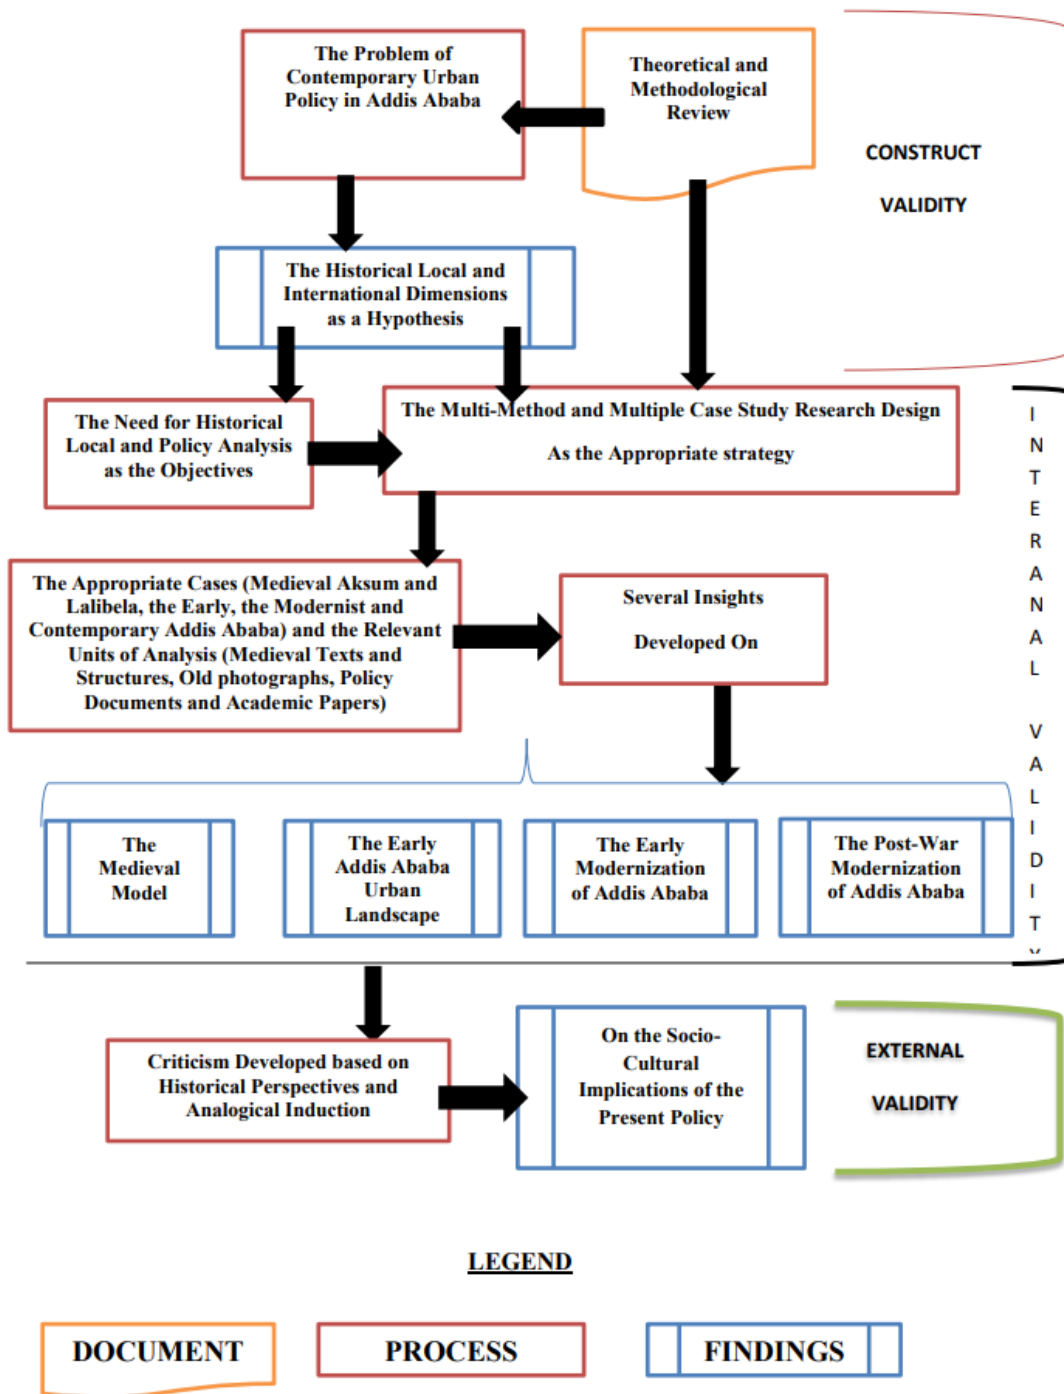 The Problem of
Contemporary Urban
Policy in Addis Ababa
Theoretical and
Methodological
Review
CONSTRUCT
VALIDITY
The Historical Local and
International Dimensions
as a Hypothesis
The Need for Historical
Local and Policy Analysis
as the Objectives
The Multi-Method and Multiple Case Study Research Design
As the Appropriate strategy
I
N
T
E
R
N
A
L
V
A
L
I
D
I
T
Y
The Appropriate Cases (Medieval Aksum and
Lalibela, the Early, the Modernist and
Contemporary Addis Ababa) and the Relevant
Units of Analysis (Medieval Texts and
Structures, Old photographs, Policy
Documents and Academic Papers)
Several Insights
Developed On
The
Medieval
Model
The Early
Addis Ababa
Urban
Landscape
The Early
Modernization
of Addis Ababa
The Post-War
Modernization
of Addis Ababa
Criticism Developed based on
Historical Perspectives and
Analogical Induction
On the Socio-
Cultural
Implications of the
Present Policy
EXTERNAL
VALIDITY
LEGEND
DOCUMENT
PROCESS
FINDINGS